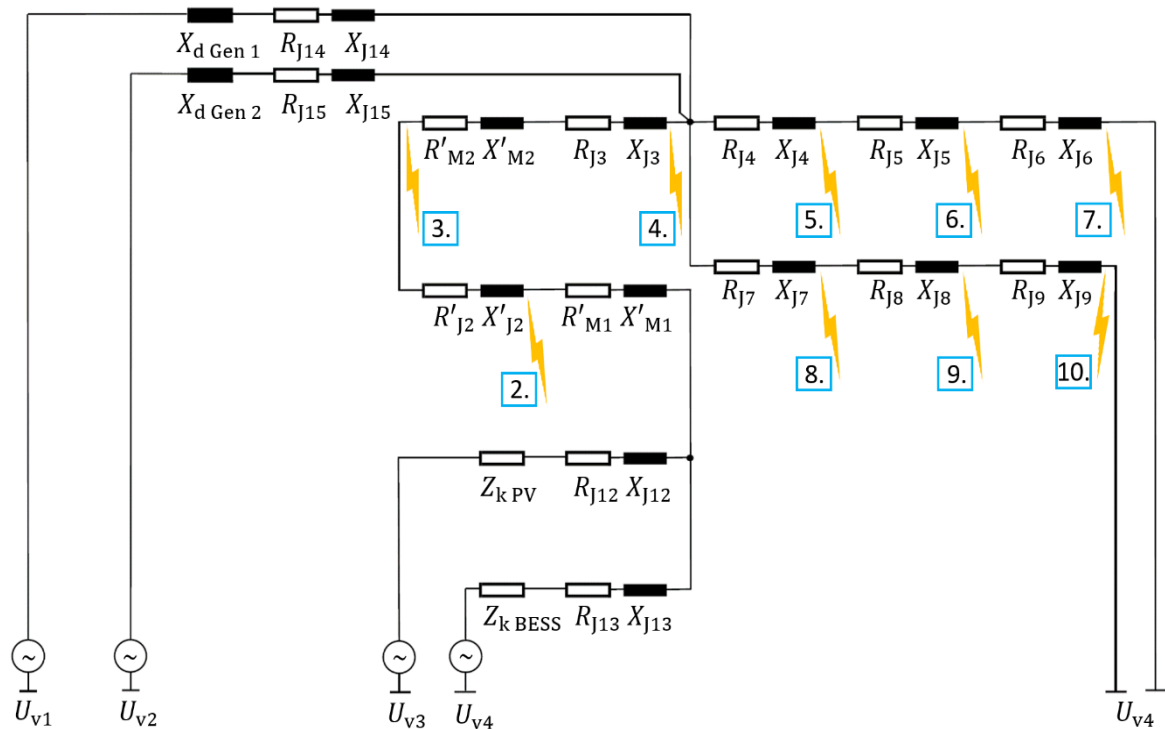 X_d Gen 1 R_J14 X_J14
X_d Gen 2 R_J15 X_J15
R'_M2 X'_M2 R_J3 X_J3 R_J4 X_J4 R_J5 X_J5 R_J6 X_J6
3. 4. 5. 6. 7.
R'_J2 X'_J2 R'_M1 X'_M1 R_J7 X_J7 R_J8 X_J8 R_J9 X_J9
2. 8. 9. 10.
Z_k PV R_J12 X_J12
Z_k BESS R_J13 X_J13
~ ~ ~ ~
U_v1 U_v2 U_v3 U_v4 U_v4